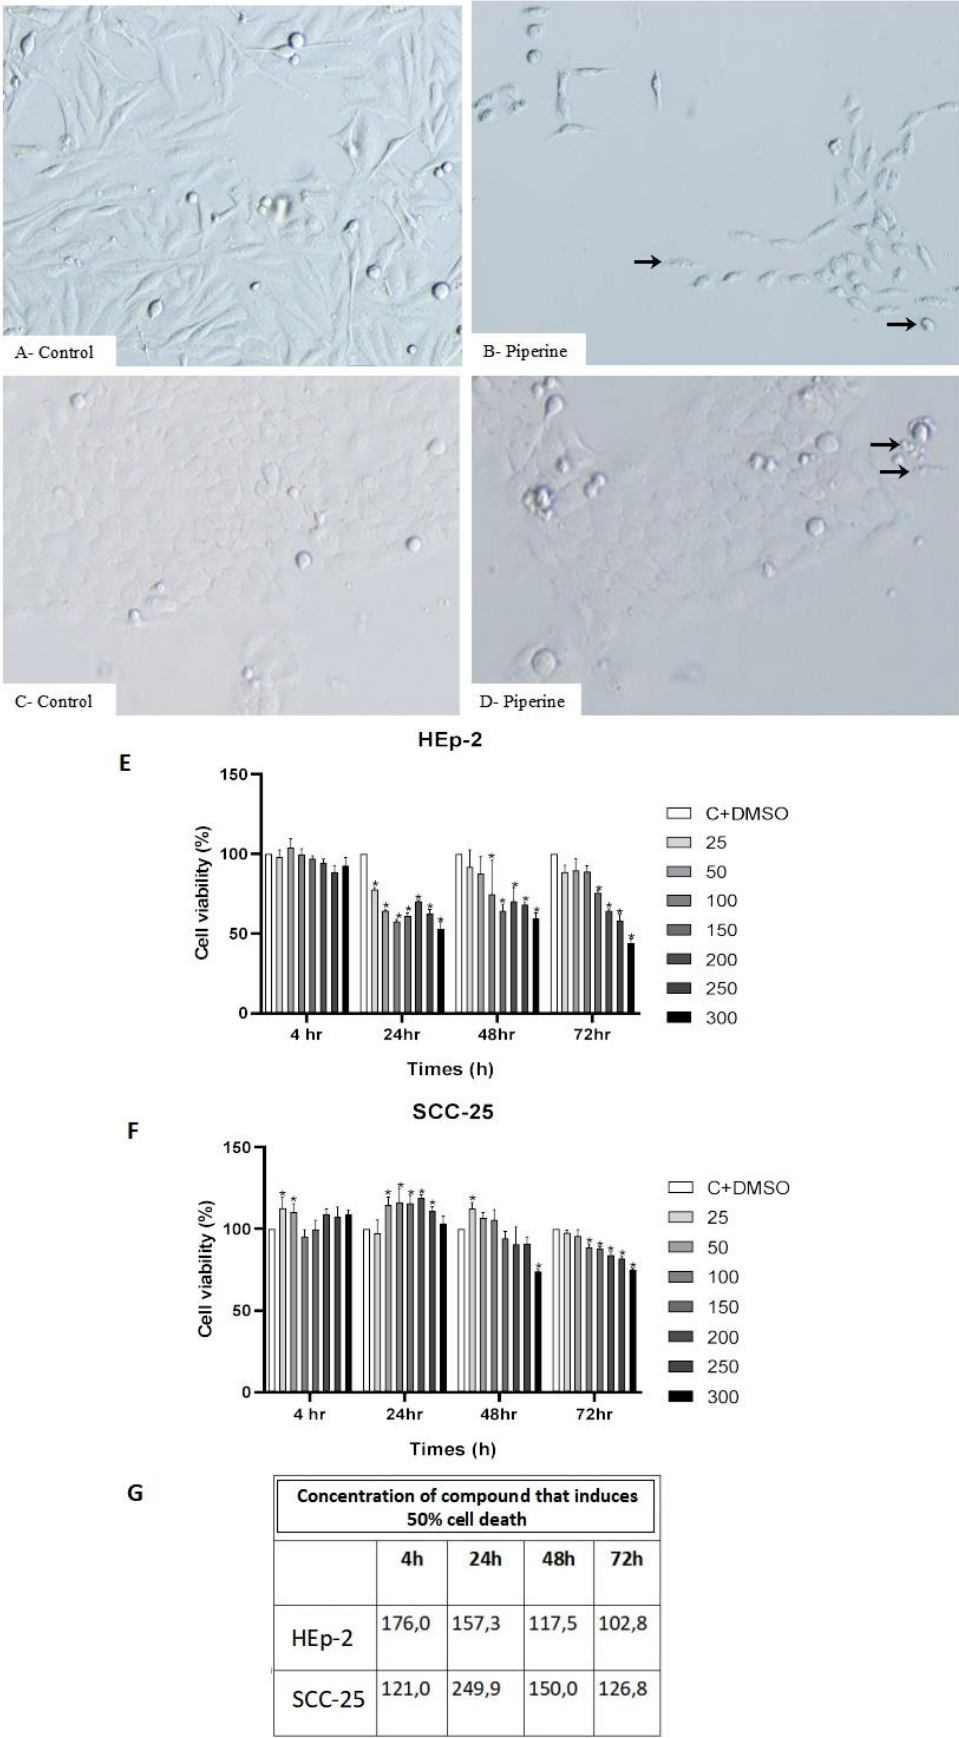 A- Control
B- Piperine
C- Control
D- Piperine
E
HEp-2
Cell viability (%)
150
100
50
0
* * * * * * *
* * * * *
* * * *
4 hr 24hr 48hr 72hr
Times (h)
C+DMSO
25
50
100
150
200
250
300
F
SCC-25
Cell viability (%)
150
100
50
0
* *
* * * * *
* *
* * * * *
4 hr 24hr 48hr 72hr
Times (h)
C+DMSO
25
50
100
150
200
250
300
G
Concentration of compound that induces
50% cell death
4h 24h 48h 72h
HEp-2 176,0 157,3 117,5 102,8
SCC-25 121,0 249,9 150,0 126,8